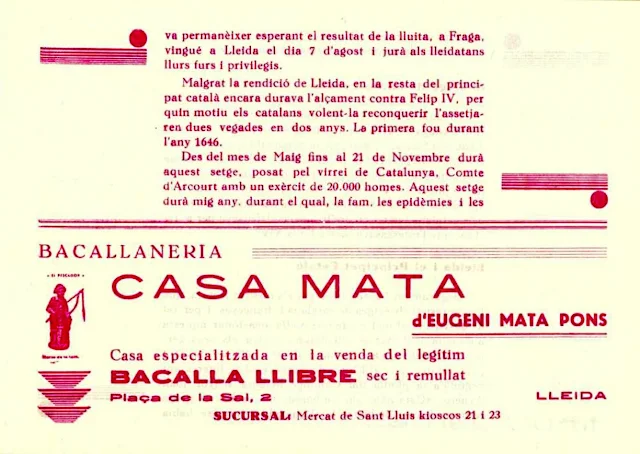 va permanèixer esperant el resultat de la lluita, a Fraga,
vingué a Lleida el dia 7 d'agost i jurà als lleidatans
llurs furs i privilegis.
Malgrat la rendició de Lleida, en la resta del princi-
pat català encara durava l'alçament contra Felip IV, per
quin motiu els catalans volent-la reconquerir l'assetja-
ren dues vegades en dos anys. La primera fou durant
l'any 1646.
Des del mes de Maig fins al 21 de Novembre durà
aquest setge, posat pel virrei de Catalunya, Comte
d'Arcourt amb un exèrcit de 20.000 homes. Aquest setge
durà mig any, durant el qual, la fam, les epidèmies i les
BACALLANERIA
EL PESCADOR
CASA MATA
d'EUGENI MATA PONS
Casa especialitzada en la venda del legítim
BACALLA LLIBRE sec i remullat
Plaça de la Sal, 2
LLEIDA
SUCURSAL: Mercat de Sant Lluis kioscos 21 i 23